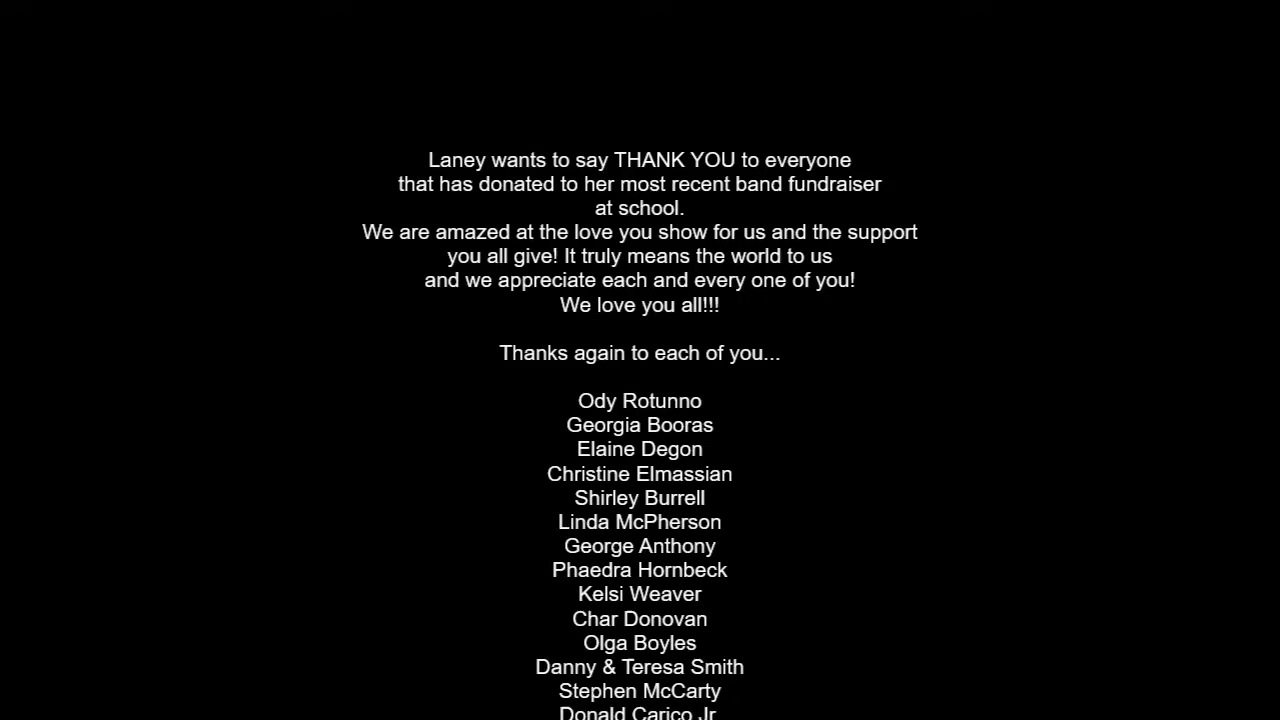 Laney wants to say THANK YOU to everyone
that has donated to her most recent band fundraiser
at school.
We are amazed at the love you show for us and the support
you all give! It truly means the world to us
and we appreciate each and every one of you!
We love you all!!!
Thanks again to each of you...
Ody Rotunno
Georgia Booras
Elaine Degon
Christine Elmassian
Shirley Burrell
Linda McPherson
George Anthony
Phaedra Hornbeck
Kelsi Weaver
Char Donovan
Olga Boyles
Danny & Teresa Smith
Stephen McCarty
Donald Carico Jr